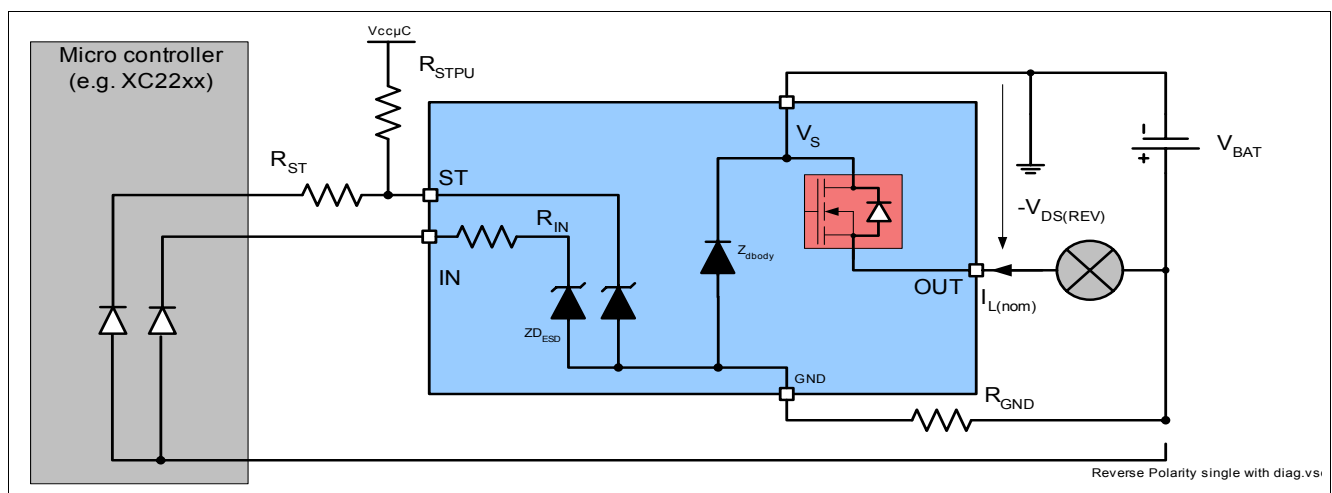 VccµC
Micro controller
(e.g. XC22xx)
R_STPU
V_S
-
+
V_BAT
R_ST
ST
R_IN
-V_DS(REV)
Z_dbody
IN
OUT
I_L(nom)
ZD_ESD
GND
R_GND
Reverse Polarity single with diag.vs